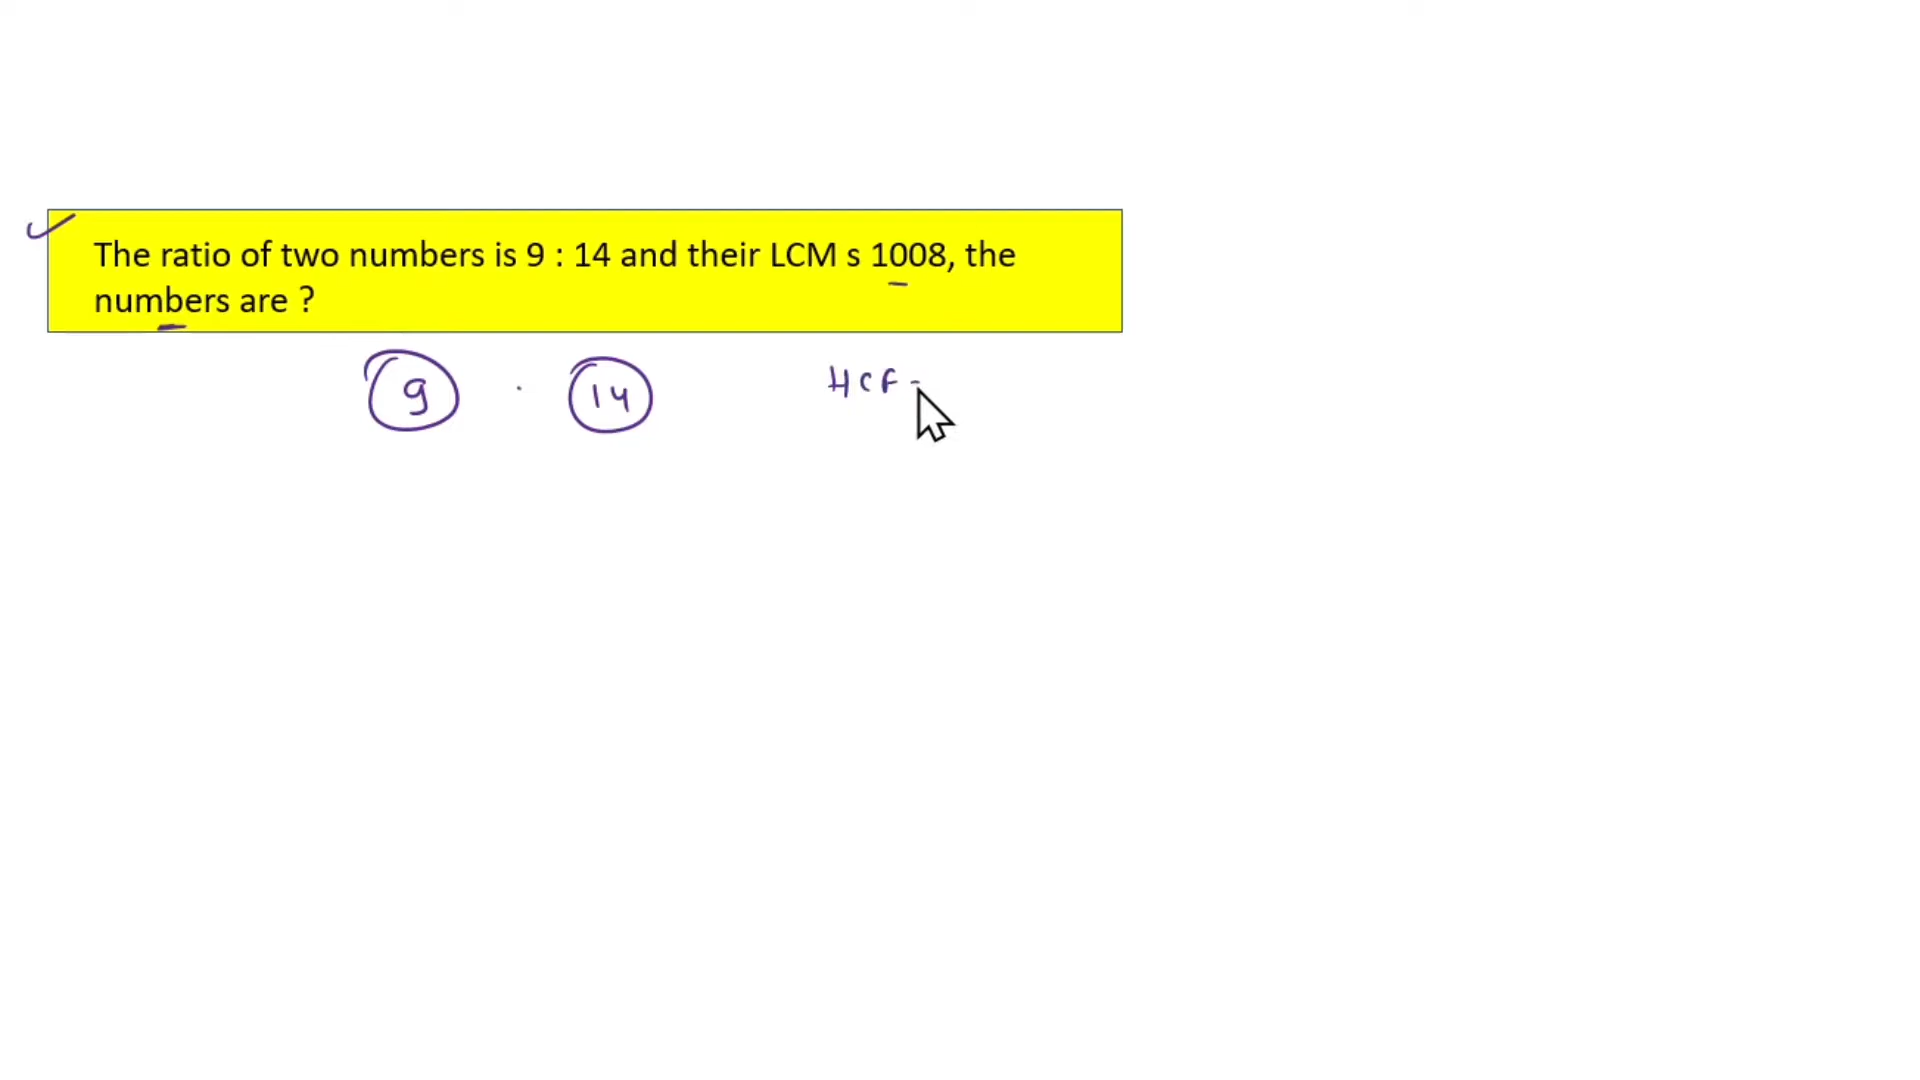 The ratio of two numbers is 9 : 14 and their LCM s 1008, the
numbers are ?
9 14 HCF -